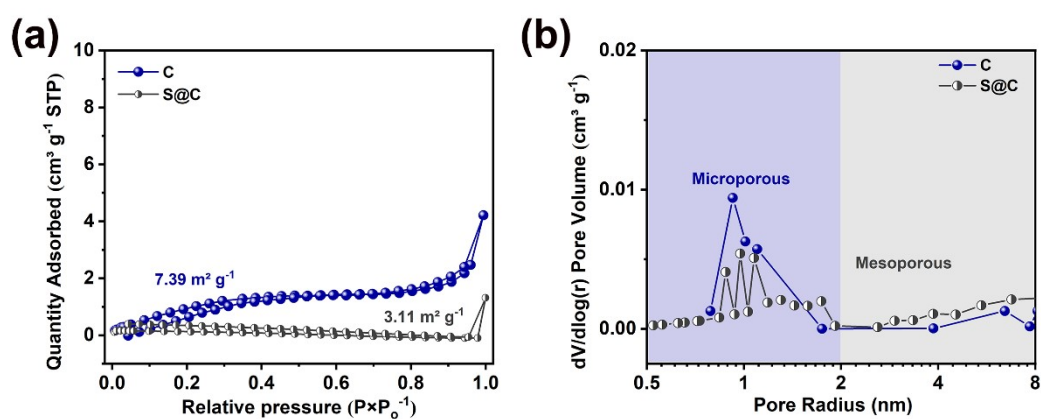 (a)
C
S@C
7.39 m² g⁻¹
3.11 m² g⁻¹
Quantity Adsorbed (cm³ g⁻¹ STP)
10
8
6
4
2
0
0.0
0.2
0.4
0.6
0.8
1.0
Relative pressure (P×Pₒ⁻¹)
(b)
C
S@C
Microporous
Mesoporous
dV/dlog(r) Pore Volume (cm³ g⁻¹)
0.02
0.01
0.00
0.5
1
2
4
8
Pore Radius (nm)